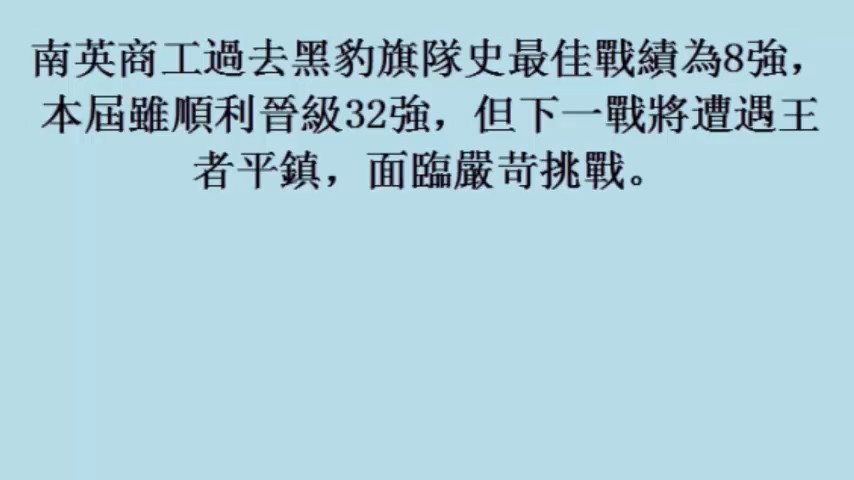 南英商工過去黑豹旗隊史最佳戰績為8強，
本屆雖順利晉級32強，但下一戰將遭遇王
者平鎮，面臨嚴苛挑戰。